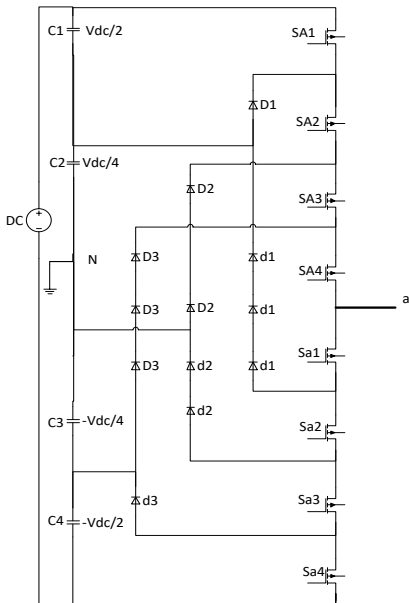 C1 Vdc/2
SA1
D1
SA2
C2 Vdc/4
D2
SA3
DC
N
D3
d1
SA4
a
D3
D2
d1
Sa1
D3
d2
d1
d2
C3 -Vdc/4
Sa2
d3
Sa3
C4 -Vdc/2
Sa4